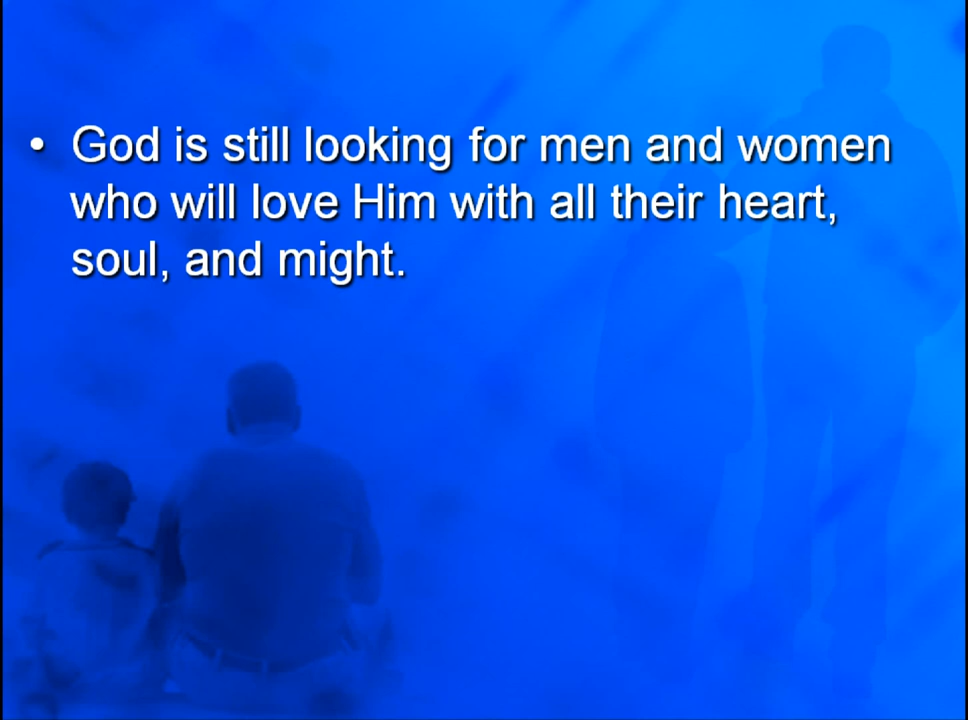 • God is still looking for men and women
who will love Him with all their heart,
soul, and might.